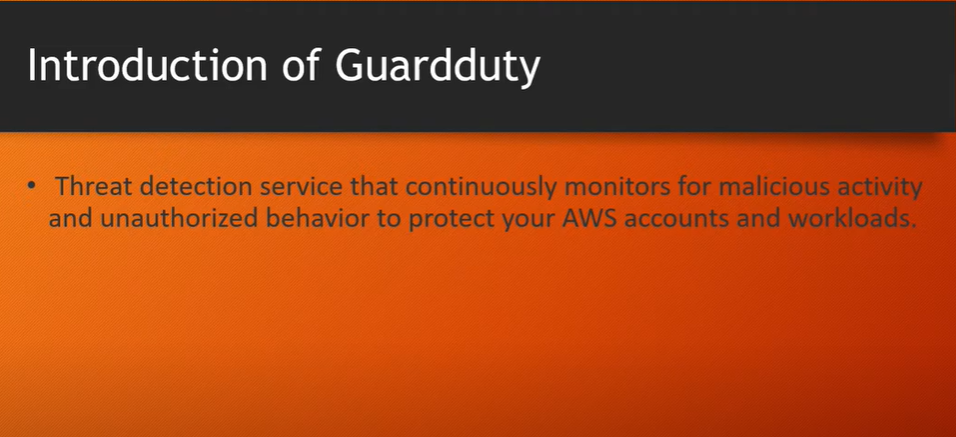 Introduction of Guardduty
• Threat detection service that continuously monitors for malicious activity
and unauthorized behavior to protect your AWS accounts and workloads.